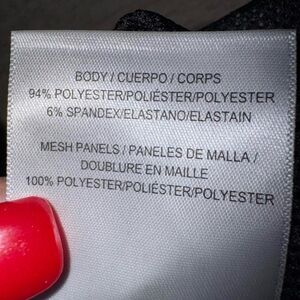 BODY / CUERPO / CORPS
94% POLYESTER/POLIÉSTER/POLYESTER
6% SPANDEX/ELASTANO/ELASTAIN
MESH PANELS / PANELES DE MALLA /
DOUBLURE EN MAILLE
100% POLYESTER/POLIÉSTER/POLYESTER